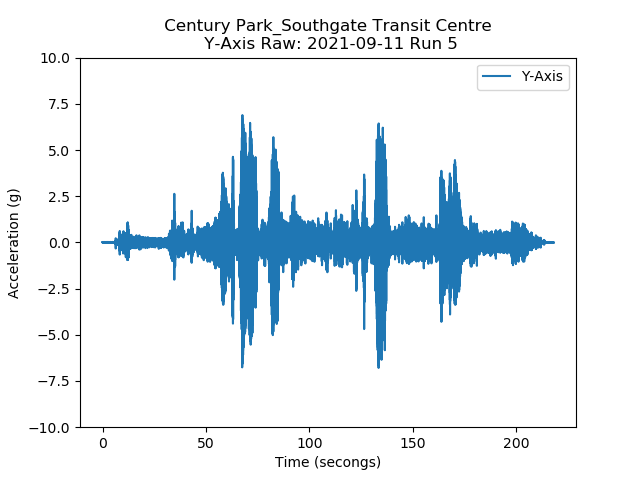 Century Park_Southgate Transit Centre
Y-Axis Raw: 2021-09-11 Run 5
Y-Axis
10.0
7.5
5.0
2.5
0.0
−2.5
−5.0
−7.5
−10.0
Acceleration (g)
0
50
100
150
200
Time (secongs)